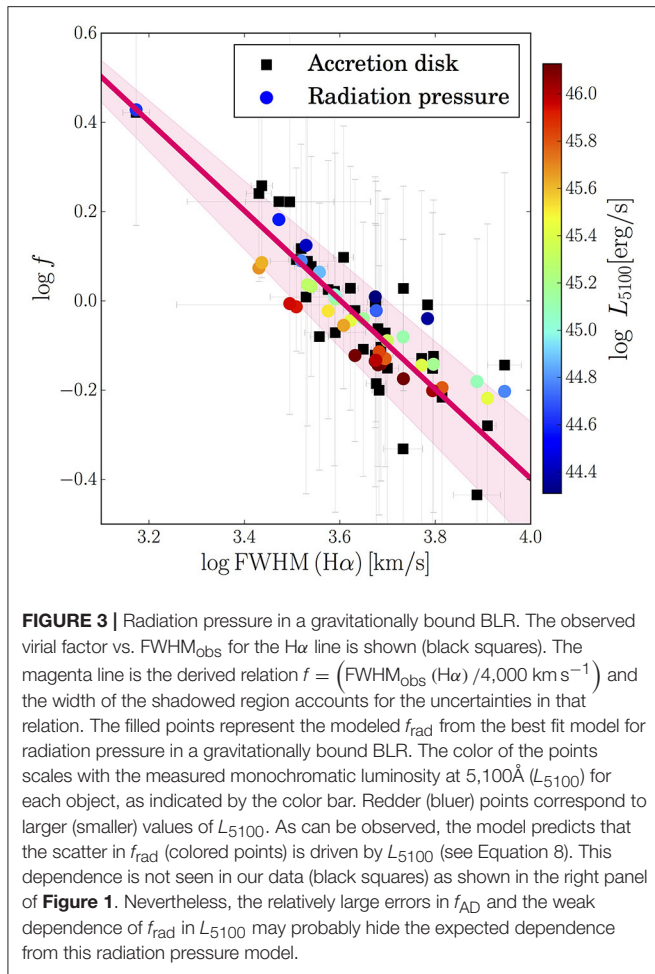 0.6
0.4
0.2
0.0
−0.2
−0.4
log f
3.2 3.4 3.6 3.8 4.0
log FWHM (Hα) [km/s]
Accretion disk
Radiation pressure
46.0
45.8
45.6
45.4
45.2
45.0
44.8
44.6
44.4
log L5100[erg/s]
FIGURE 3 | Radiation pressure in a gravitationally bound BLR. The observed
virial factor vs. FWHMobs for the Hα line is shown (black squares). The
magenta line is the derived relation f = (FWHMobs (Hα) /4,000 km s−1) and
the width of the shadowed region accounts for the uncertainties in that
relation. The filled points represent the modeled frad from the best fit model for
radiation pressure in a gravitationally bound BLR. The color of the points
scales with the measured monochromatic luminosity at 5,100Å (L5100) for
each object, as indicated by the color bar. Redder (bluer) points correspond to
larger (smaller) values of L5100. As can be observed, the model predicts that
the scatter in frad (colored points) is driven by L5100 (see Equation 8). This
dependence is not seen in our data (black squares) as shown in the right panel
of Figure 1. Nevertheless, the relatively large errors in fAD and the weak
dependence of frad in L5100 may probably hide the expected dependence
from this radiation pressure model.